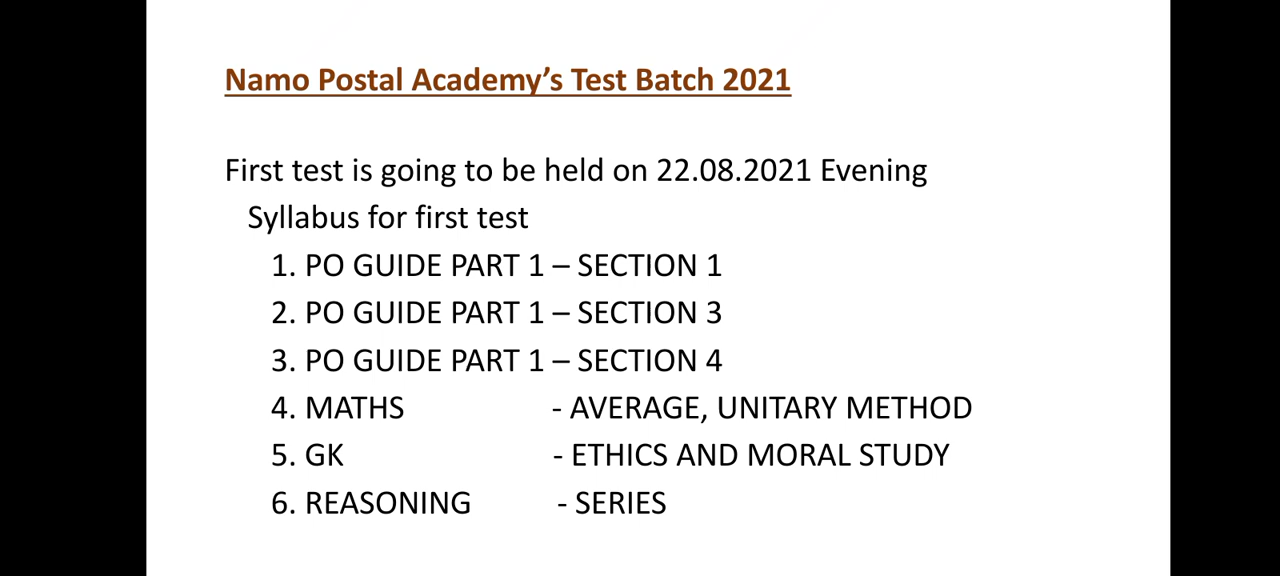 Namo Postal Academy’s Test Batch 2021
First test is going to be held on 22.08.2021 Evening
Syllabus for first test
1. PO GUIDE PART 1 – SECTION 1
2. PO GUIDE PART 1 – SECTION 3
3. PO GUIDE PART 1 – SECTION 4
4. MATHS - AVERAGE, UNITARY METHOD
5. GK - ETHICS AND MORAL STUDY
6. REASONING - SERIES